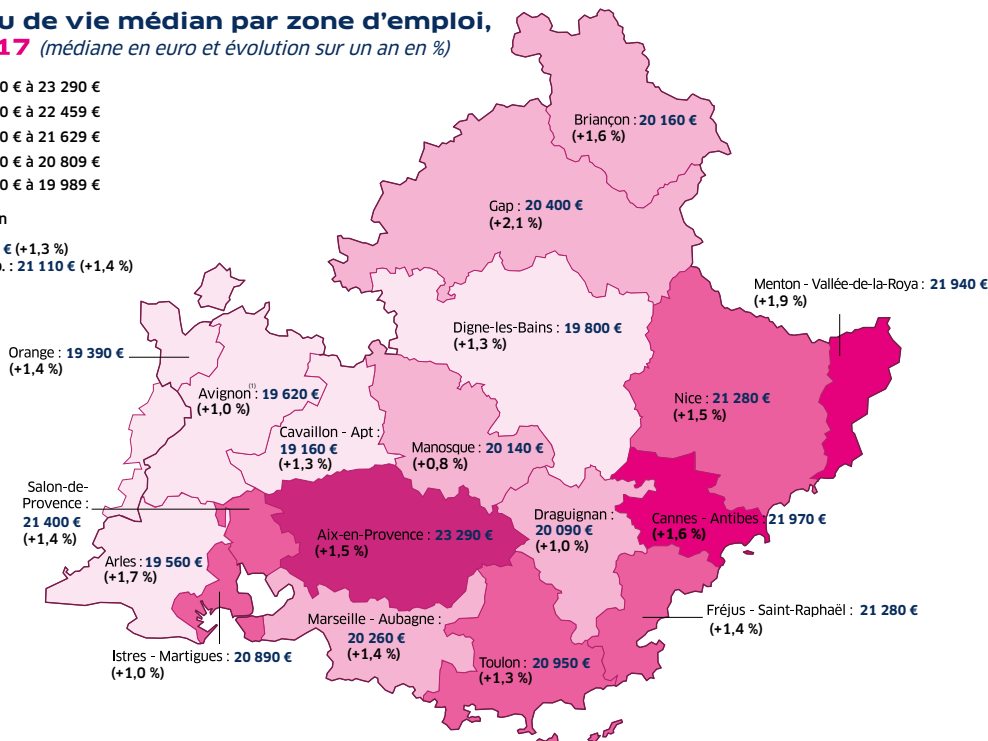 u de vie médian par zone d'emploi,
17 (médiane en euro et évolution sur un an en %)
0 € à 23 290 €
0 € à 22 459 €
0 € à 21 629 €
0 € à 20 809 €
0 € à 19 989 €
n
€ (+1,3 %)
. : 21 110 € (+1,4 %)
Briançon : 20 160 €
(+1,6 %)
Gap : 20 400 €
(+2,1 %)
Menton - Vallée-de-la-Roya : 21 940 €
(+1,9 %)
Digne-les-Bains : 19 800 €
(+1,3 %)
Orange : 19 390 €
(+1,4 %)
Avignon(1) : 19 620 €
(+1,0 %)
Nice : 21 280 €
(+1,5 %)
Cavaillon - Apt :
19 160 €
(+1,3 %)
Manosque : 20 140 €
(+0,8 %)
Salon-de-
Provence :
21 400 €
(+1,4 %)
Draguignan :
20 090 €
(+1,0 %)
Cannes - Antibes : 21 970 €
(+1,6 %)
Aix-en-Provence : 23 290 €
(+1,5 %)
Arles : 19 560 €
(+1,7 %)
Fréjus - Saint-Raphaël : 21 280 €
(+1,4 %)
Marseille - Aubagne :
20 260 €
(+1,4 %)
Istres - Martigues : 20 890 €
(+1,0 %)
Toulon : 20 950 €
(+1,3 %)